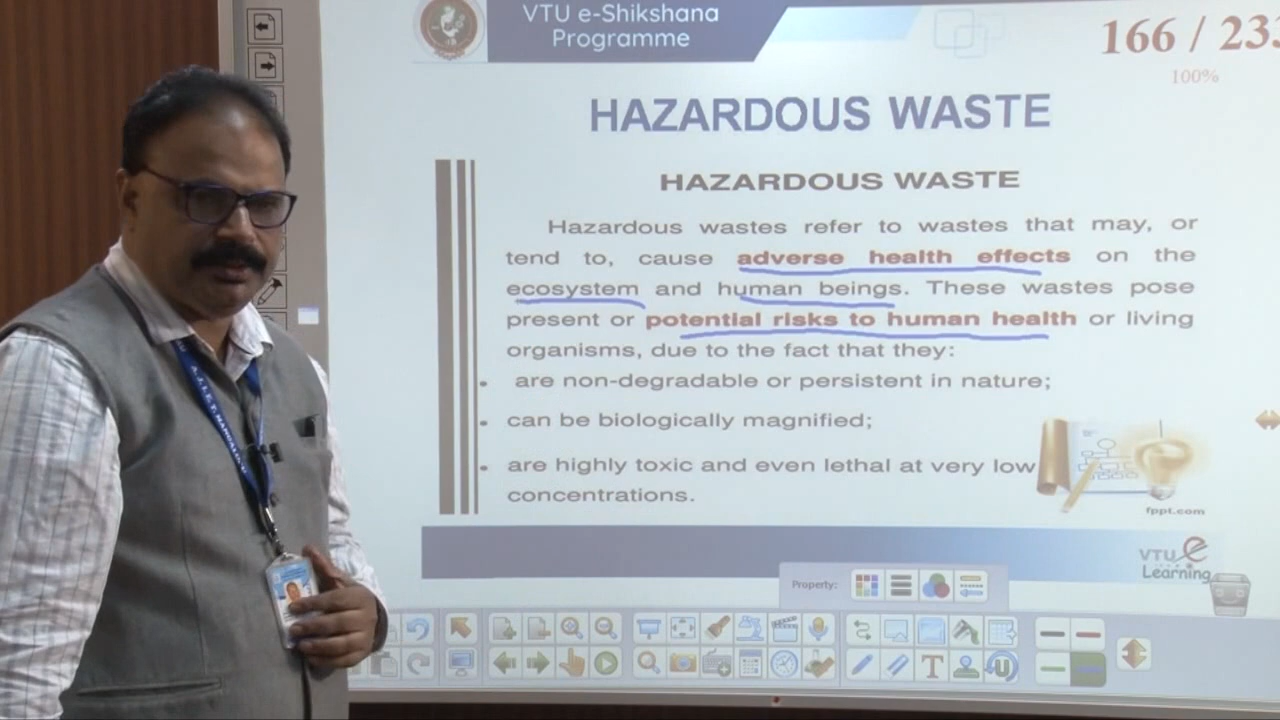 VTU e-Shikshana
Programme
166 / 233
100%
HAZARDOUS WASTE
HAZARDOUS WASTE
Hazardous wastes refer to wastes that may, or
tend to, cause adverse health effects on the
ecosystem and human beings. These wastes pose
present or potential risks to human health or living
organisms, due to the fact that they:
• are non-degradable or persistent in nature;
• can be biologically magnified;
• are highly toxic and even lethal at very low
concentrations.
fppt.com
VTU e
Learning
Property:
A.J.I.E.T. MANGALURU